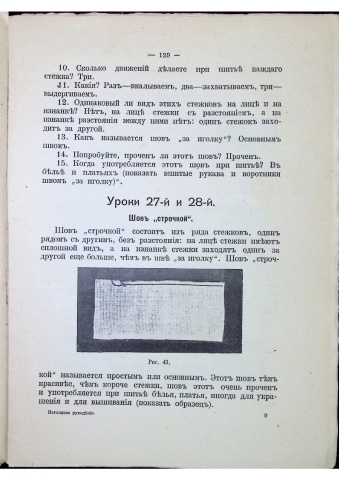 — 129 —
10. Сколько движеній дѣлаете при шитьѣ каждаго
стежка? Три.
11. Какія? Разъ—вкалываемъ, два—захватываемъ, три—
выдергиваемъ.
12. Одинаковый ли видъ этихъ стежковъ на лицѣ и на
изнанкѣ? Нѣтъ, на лицѣ стежки съ разстояніемъ, а на
изнанкѣ разстоянія между ними нѣтъ: одинъ стежокъ захо-
дитъ за другой.
13. Какъ называется шовъ „за иголку“? Основнымъ
швомъ.
14. Попробуйте, проченъ ли этотъ шовъ? Проченъ.
15. Когда употребляется этотъ шовъ при шитьѣ? Въ
бѣльѣ и платьяхъ (показать вшитые рукава и воротники
швомъ „за иголку)“.
Уроки 27-й и 28-й.
Шовъ „строчкой“.
Шовъ „строчкой“ состоитъ изъ ряда стежковъ, одинъ
рядомъ съ другимъ, безъ разстоянія: на лицѣ стежки имѣютъ
сплошной видъ, а на изнанкѣ стежки заходятъ одинъ за
другой еще больше, чѣмъ въ швѣ „за иголку“. Шовъ „строч-
Рис. 43.
кой“ называется простымъ или основнымъ. Этотъ шовъ тѣмъ
красивѣе, чѣмъ короче стежки, шовъ этотъ очень проченъ
и употребляется при шитьѣ бѣлья, платья, иногда для укра-
шенія и для вышиванія (показать образецъ).
Наглядное рукодѣліе. 9